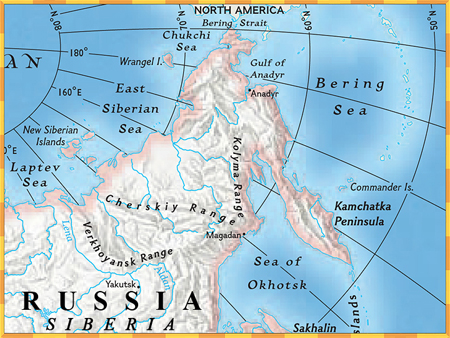 NORTH AMERICA
80°N
70°N
Bering Strait
60°N
50°N
Chukchi
Sea
180°
AN
Wrangel I.
Gulf of
Anadyr
Bering
Sea
160°E
East
Siberian
Sea
Anadyr
New Siberian
Islands
0°E
Laptev
Sea
Kolyma Range
Commander Is.
Cherskiy Range
Kamchatka
Peninsula
Lena
Verkhoyansk Range
Magadan
Yakutsk
Aldan
Sea of
Okhotsk
RUSSIA
SIBERIA
Sakhalin
slands